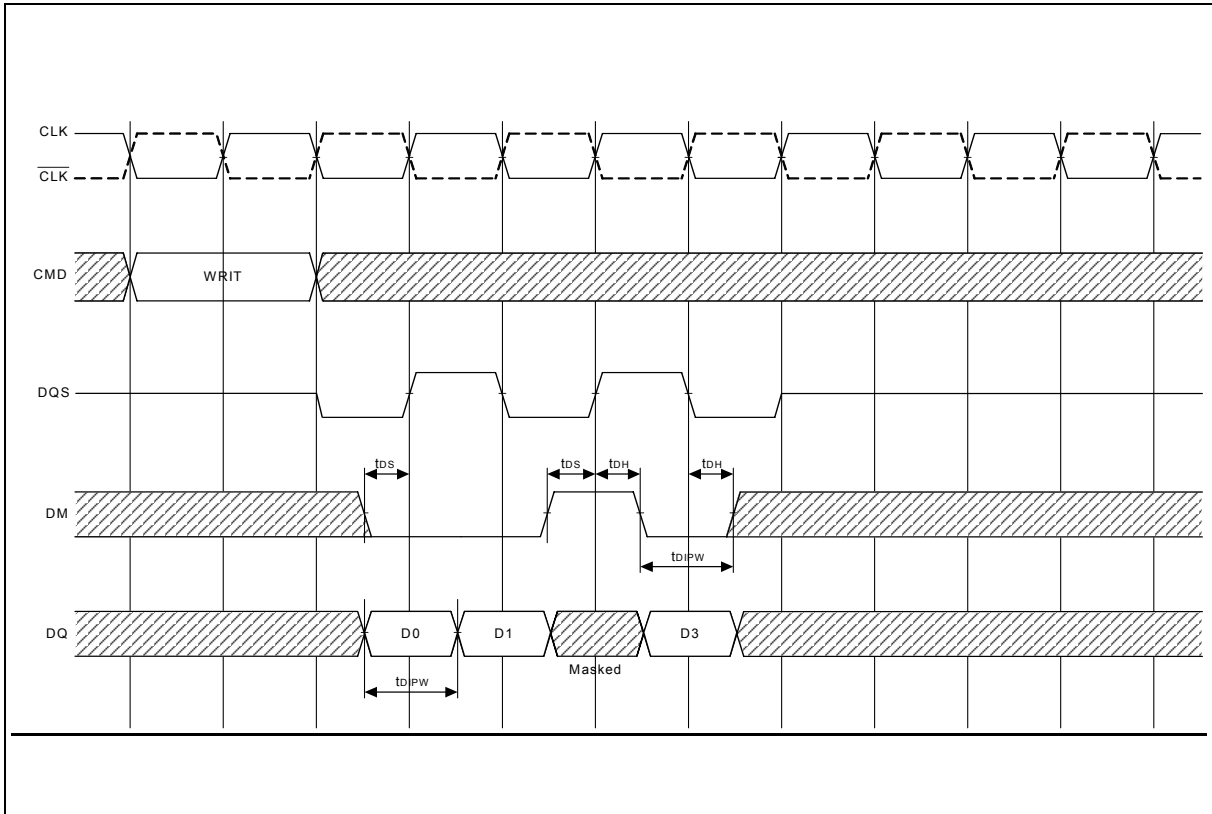 CLK
CLK
CMD WRIT
DQS
tDS tDS tDH tDH
DM
tDIPW
DQ D0 D1 D3
Masked
tDIPW